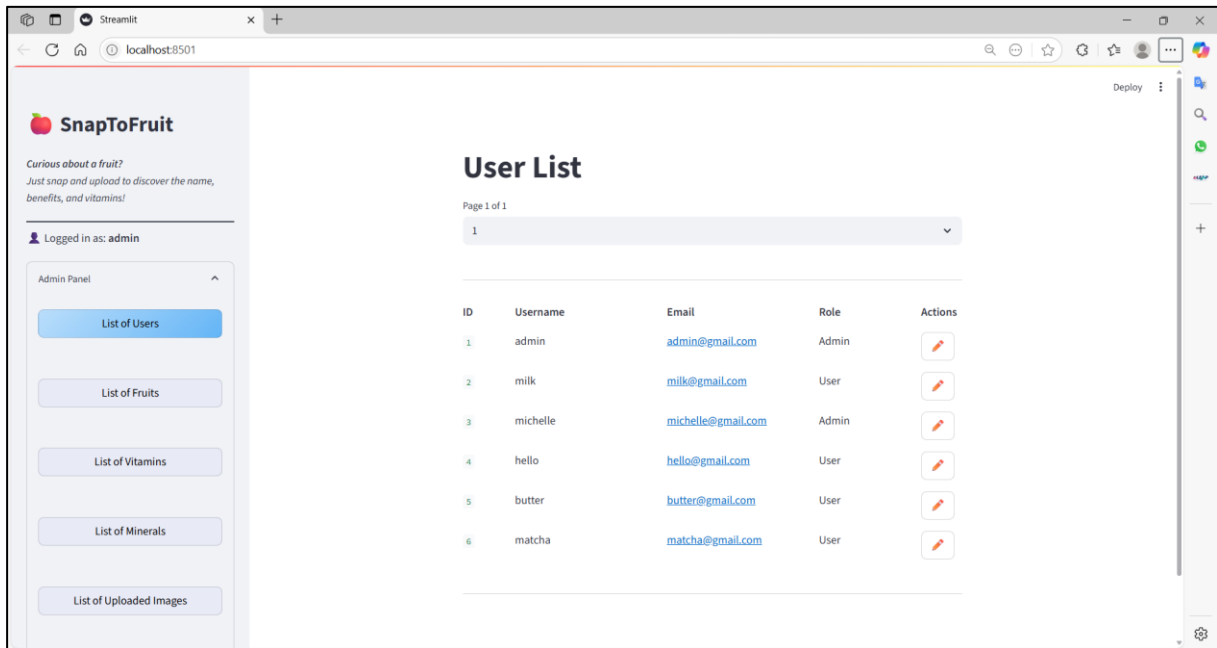 Streamlit
localhost:8501
Deploy
SnapToFruit
Curious about a fruit?
Just snap and upload to discover the name,
benefits, and vitamins!
Logged in as: admin
Admin Panel
List of Users
List of Fruits
List of Vitamins
List of Minerals
List of Uploaded Images
User List
Page 1 of 1
1
ID Username Email Role Actions
1 admin admin@gmail.com Admin
2 milk milk@gmail.com User
3 michelle michelle@gmail.com Admin
4 hello hello@gmail.com User
5 butter butter@gmail.com User
6 matcha matcha@gmail.com User